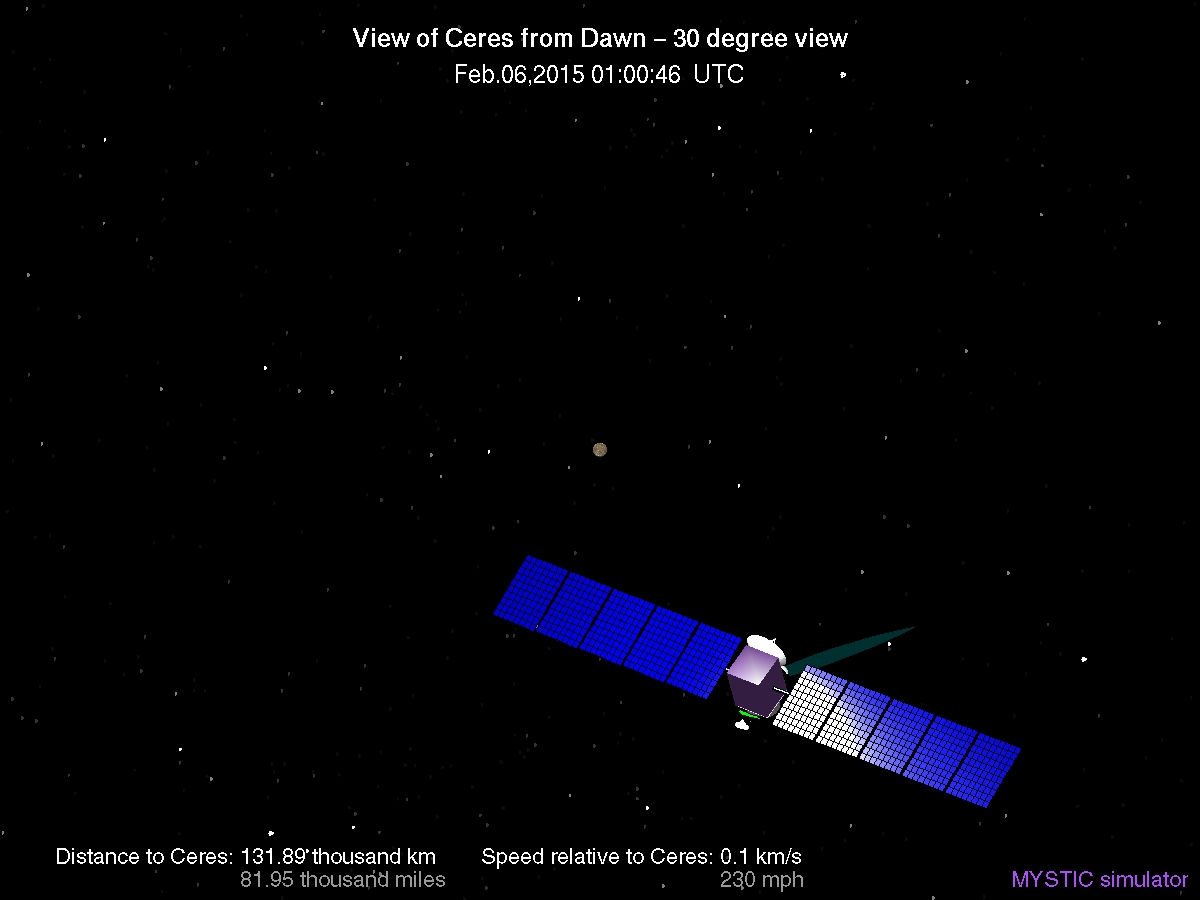 View of Ceres from Dawn – 30 degree view
Feb.06,2015 01:00:46 UTC
Distance to Ceres: 131.89 thousand km
81.95 thousand miles
Speed relative to Ceres: 0.1 km/s
230 mph
MYSTIC simulator